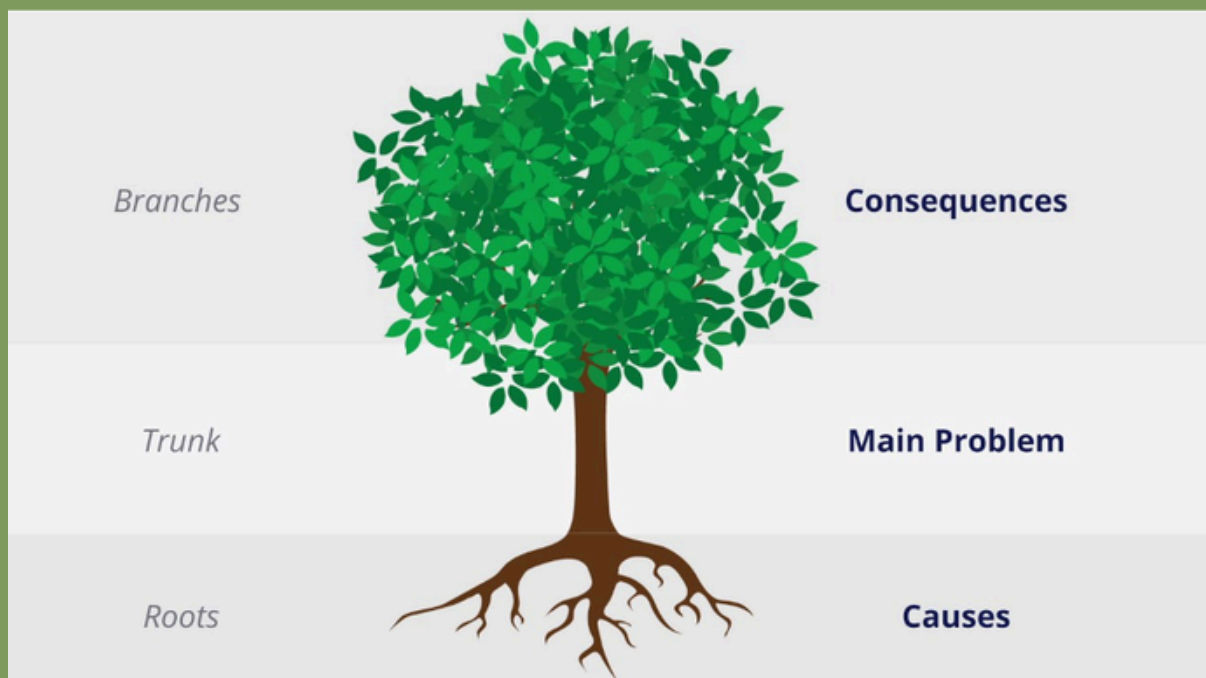 Branches
Consequences
Trunk
Main Problem
Roots
Causes